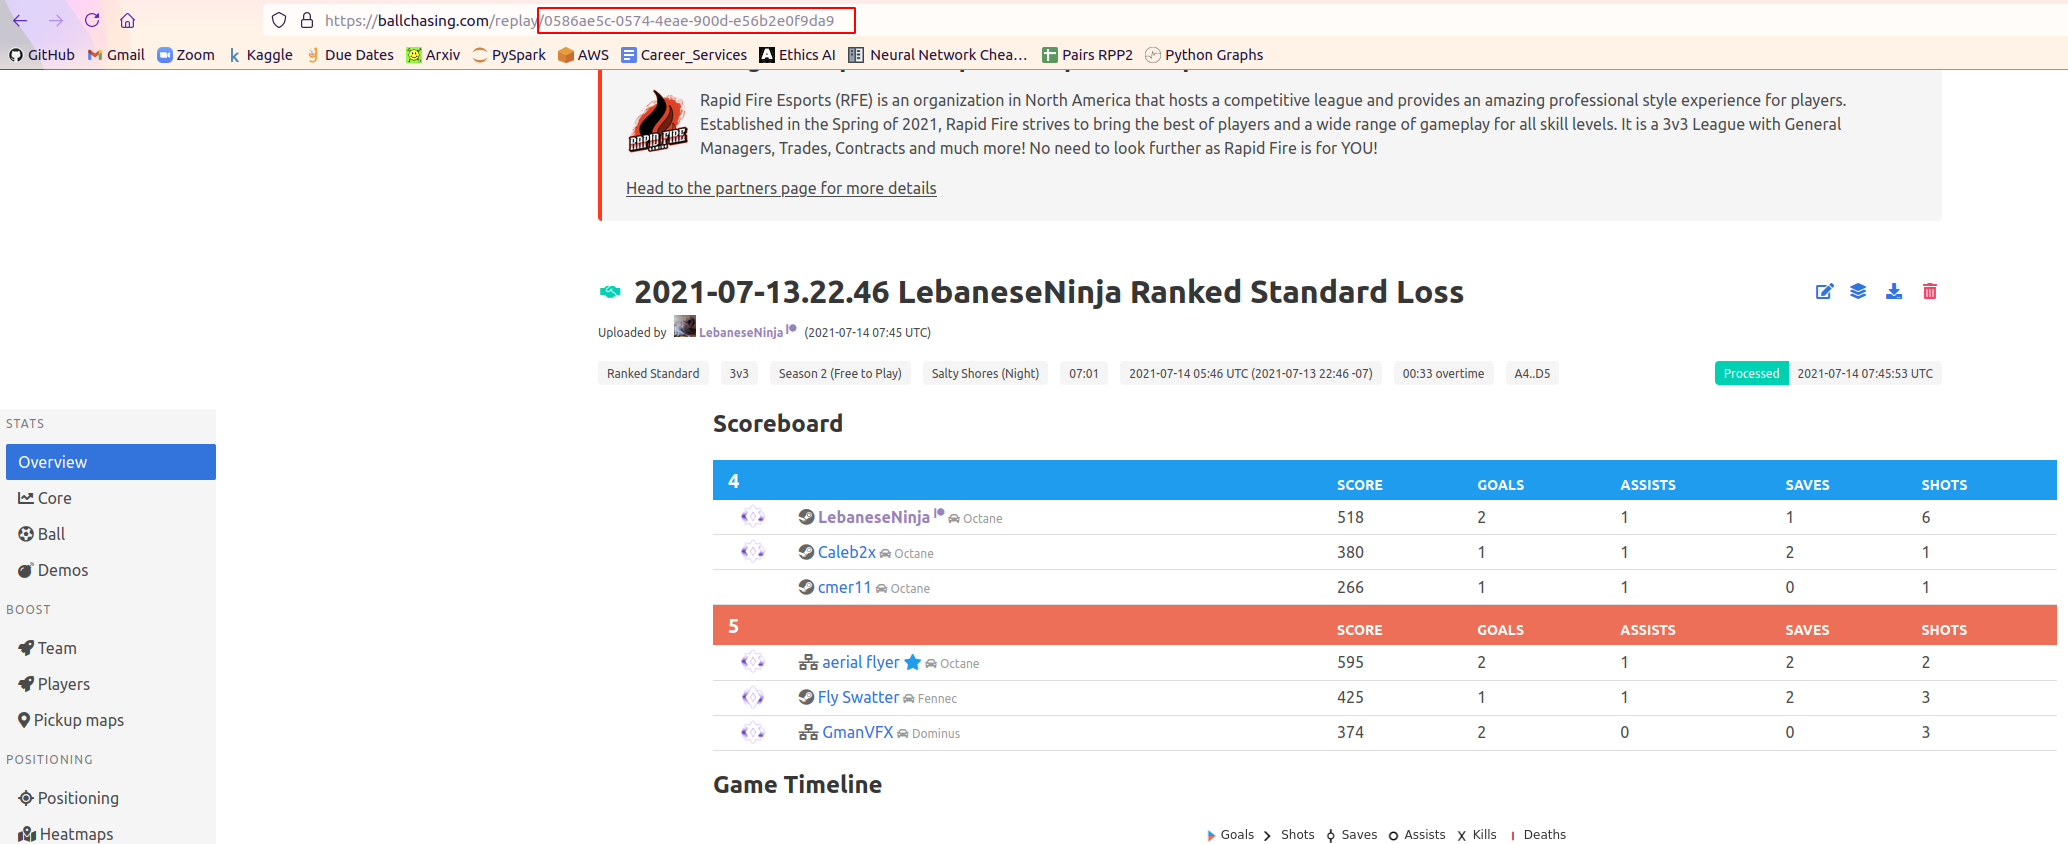 https://ballchasing.com/replay/0586ae5c-0574-4eae-900d-e56b2e0f9da9
GitHub Gmail Zoom Kaggle Due Dates Arxiv PySpark AWS Career_Services Ethics AI Neural Network Chea… Pairs RPP2 Python Graphs
Rapid Fire Esports (RFE) is an organization in North America that hosts a competitive league and provides an amazing professional style experience for players.
Established in the Spring of 2021, Rapid Fire strives to bring the best of players and a wide range of gameplay for all skill levels. It is a 3v3 League with General
Managers, Trades, Contracts and much more! No need to look further as Rapid Fire is for YOU!
RAPID FIRE
Head to the partners page for more details
2021-07-13.22.46 LebaneseNinja Ranked Standard Loss
Uploaded by LebaneseNinja (2021-07-14 07:45 UTC)
Ranked Standard 3v3 Season 2 (Free to Play) Salty Shores (Night) 07:01 2021-07-14 05:46 UTC (2021-07-13 22:46 -07) 00:33 overtime A4..D5 Processed 2021-07-14 07:45:53 UTC
STATS
Overview
Core
Ball
Demos
BOOST
Team
Players
Pickup maps
POSITIONING
Positioning
Heatmaps
Scoreboard
4 SCORE GOALS ASSISTS SAVES SHOTS
LebaneseNinja Octane 518 2 1 1 6
Caleb2x Octane 380 1 1 2 1
cmer11 Octane 266 1 1 0 1
5 SCORE GOALS ASSISTS SAVES SHOTS
aerial flyer Octane 595 2 1 2 2
Fly Swatter Fennec 425 1 1 2 3
GmanVFX Dominus 374 2 0 0 3
Game Timeline
Goals Shots Saves Assists Kills Deaths